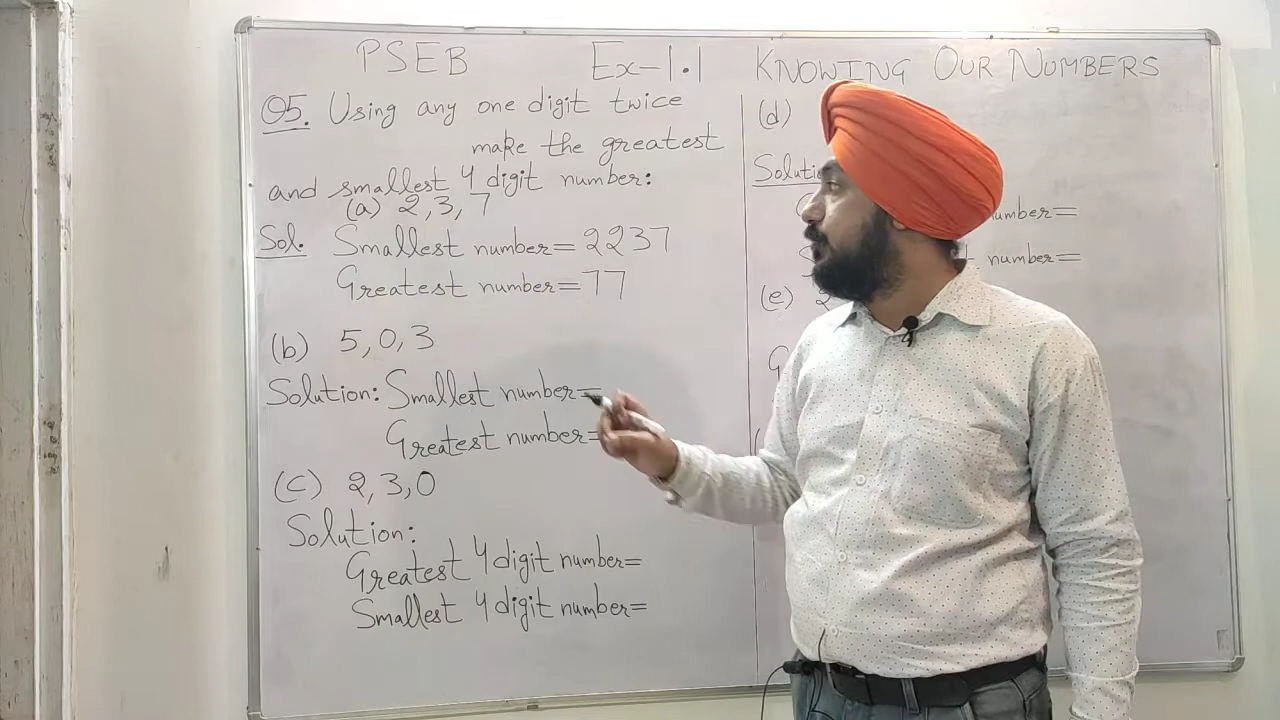 PSEB Ex-1.1 KNOWING OUR NUMBERS
Q5. Using any one digit twice
make the greatest
and smallest 4 digit number:
(a) 2, 3, 7
Sol. Smallest number = 2237
Greatest number = 77
(b) 5, 0, 3
Solution: Smallest number =
Greatest number =
(c) 2, 3, 0
Solution:
Greatest 4 digit number =
Smallest 4 digit number =
(d)
number =
number =
(e) 2